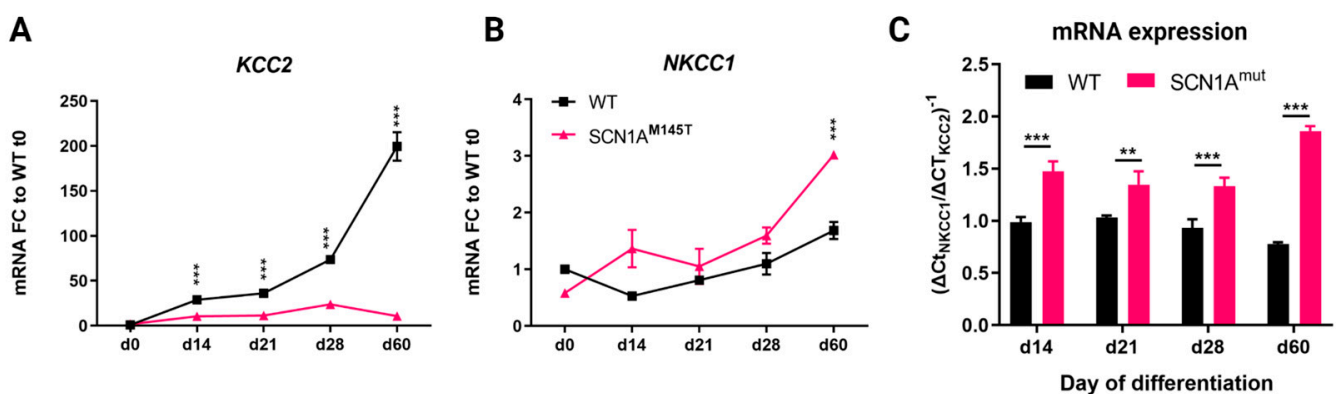 A
KCC2
mRNA FC to WT t0
250
200
150
100
50
0
***
***
***
***
d0 d14 d21 d28 d60
B
NKCC1
mRNA FC to WT t0
4
3
2
1
0
WT
SCN1A^M145T
***
d0 d14 d21 d28 d60
C
mRNA expression
(ΔCt_NKCC1/ΔCT_KCC2)^-1
2.5
2.0
1.5
1.0
0.5
0.0
WT SCN1A^mut
*** ** *** ***
d14 d21 d28 d60
Day of differentiation